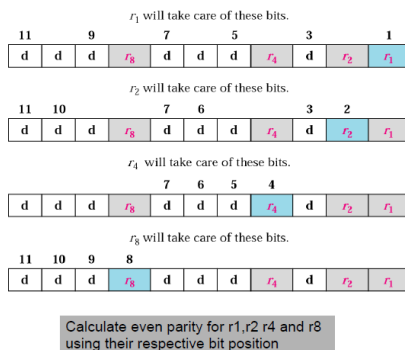 r1 will take care of these bits.
11 9 7 5 3 1
d d d r8 d d d r4 d r2 r1
r2 will take care of these bits.
11 10 7 6 3 2
d d d r8 d d d r4 d r2 r1
r4 will take care of these bits.
7 6 5 4
d d d r8 d d d r4 d r2 r1
r8 will take care of these bits.
11 10 9 8
d d d r8 d d d r4 d r2 r1
Calculate even parity for r1,r2 r4 and r8
using their respective bit position